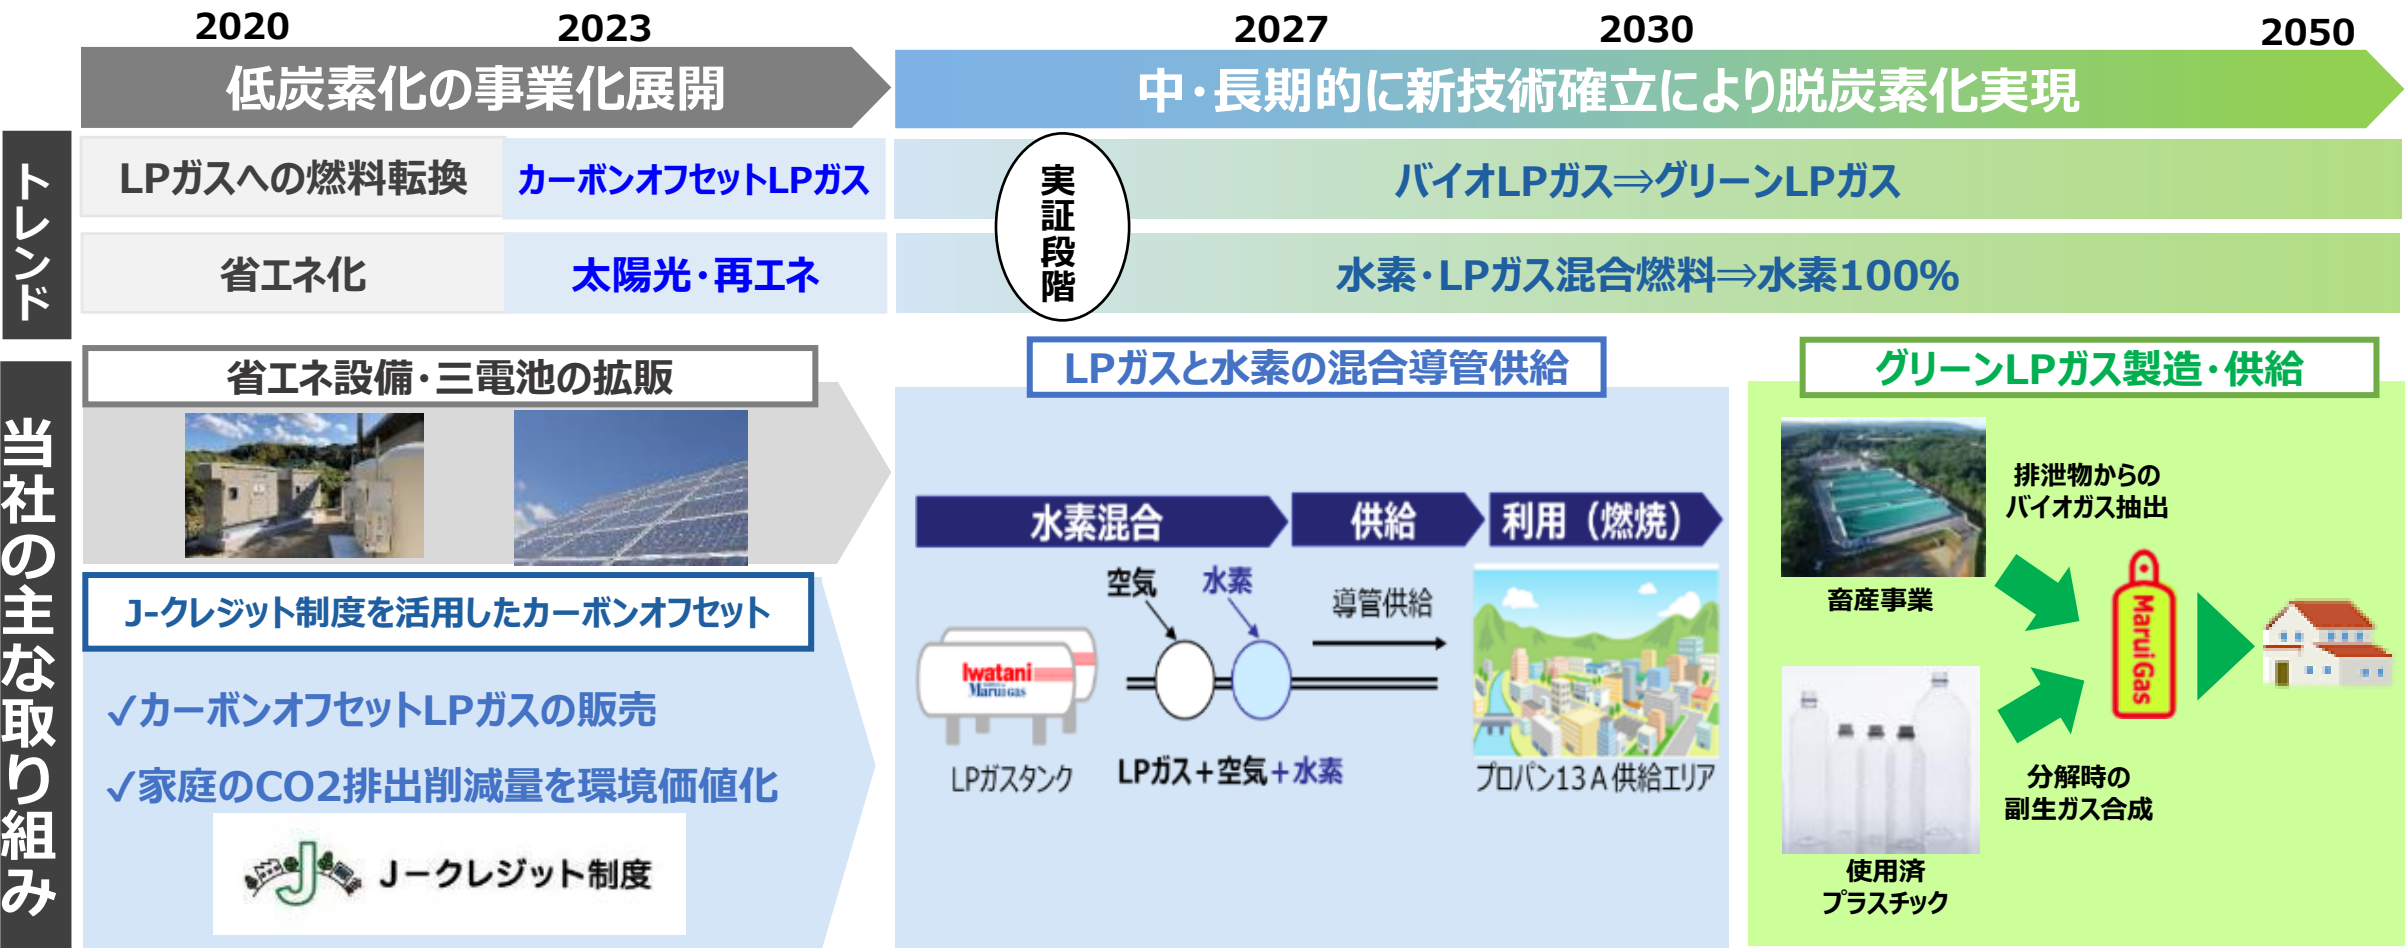 2020
2023
2027
2030
2050
低炭素化の事業化展開
中・長期的に新技術確立により脱炭素化実現
トレンド
LPガスへの燃料転換
カーボンオフセットLPガス
バイオLPガス⇒グリーンLPガス
省エネ化
太陽光・再エネ
水素・LPガス混合燃料⇒水素100%
実証段階
当社の主な取り組み
省エネ設備・三電池の拡販
J-クレジット制度を活用したカーボンオフセット
✓カーボンオフセットLPガスの販売
✓家庭のCO2排出削減量を環境価値化
J
J-クレジット制度
LPガスと水素の混合導管供給
水素混合
供給
利用（燃焼）
空気
水素
導管供給
Iwatani
Maruigas
LPガスタンク
LPガス＋空気＋水素
プロパン13A供給エリア
グリーンLPガス製造・供給
排泄物からの
バイオガス抽出
畜産事業
MaruiGas
分解時の
副生ガス合成
使用済
プラスチック